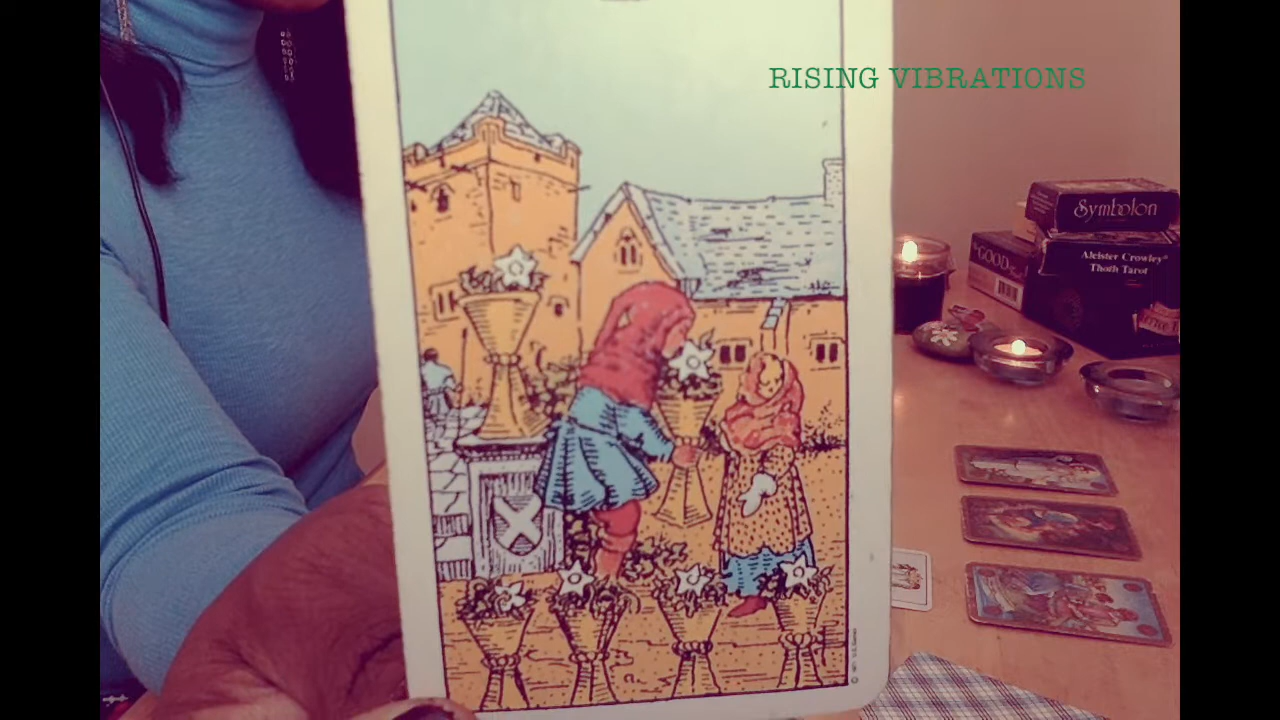 RISING VIBRATIONS
Symbolon
GOOD
Aleister Crowley
Thoth Tarot